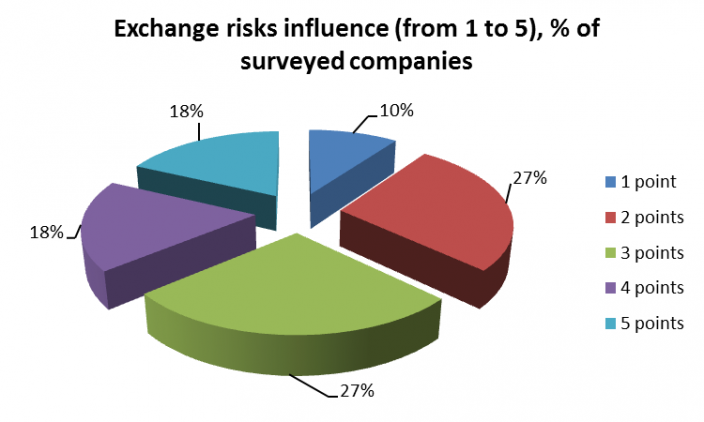 Exchange risks influence (from 1 to 5), % of
surveyed companies
18%
10%
27%
18%
27%
1 point
2 points
3 points
4 points
5 points